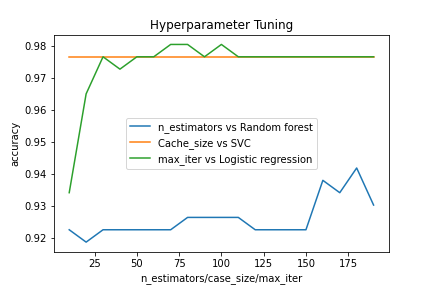 Hyperparameter Tuning
0.98
0.97
0.96
0.95
0.94
0.93
0.92
accuracy
n_estimators vs Random forest
Cache_size vs SVC
max_iter vs Logistic regression
25 50 75 100 125 150 175
n_estimators/case_size/max_iter